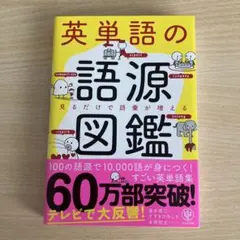 英単語の
語源
図鑑
見るだけで語彙が増える
100の語源で10,000語が身につく!
すごい英単語集
60万部突破!
テレビで大反響!